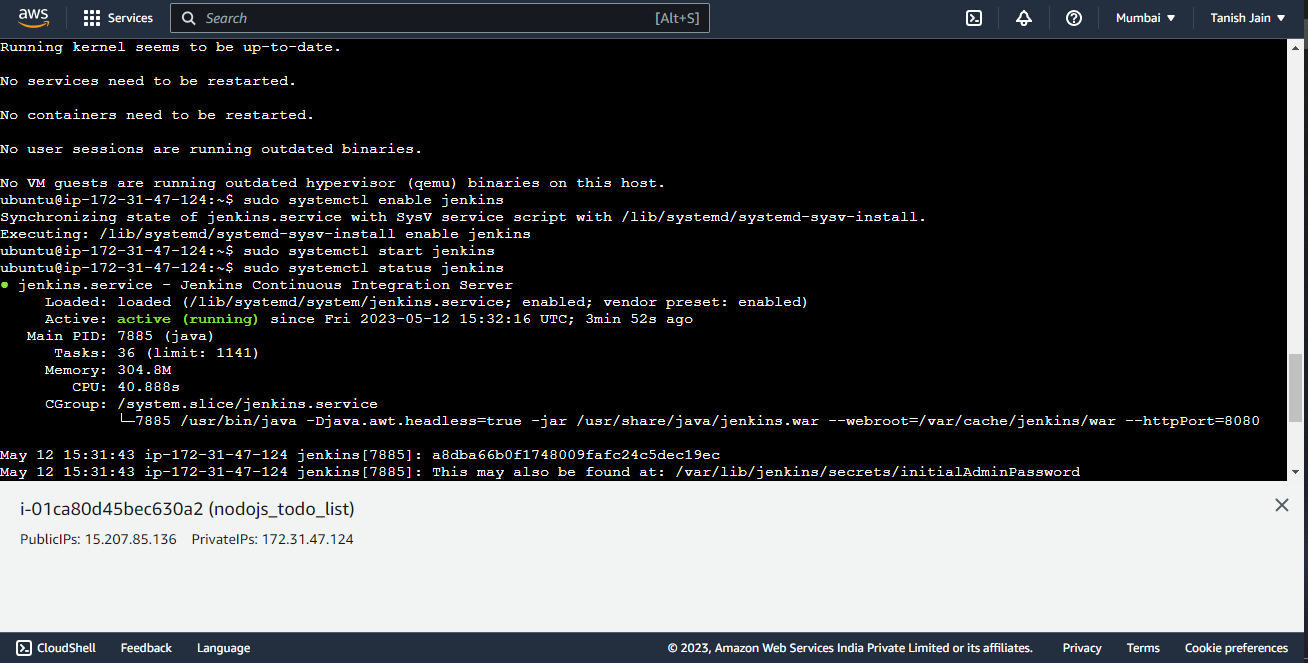 aws Services Search [Alt+S] Mumbai ▼ Tanish Jain ▼
Running kernel seems to be up-to-date.
No services need to be restarted.
No containers need to be restarted.
No user sessions are running outdated binaries.
No VM guests are running outdated hypervisor (qemu) binaries on this host.
ubuntu@ip-172-31-47-124:~$ sudo systemctl enable jenkins
Synchronizing state of jenkins.service with SysV service script with /lib/systemd/systemd-sysv-install.
Executing: /lib/systemd/systemd-sysv-install enable jenkins
ubuntu@ip-172-31-47-124:~$ sudo systemctl start jenkins
ubuntu@ip-172-31-47-124:~$ sudo systemctl status jenkins
● jenkins.service - Jenkins Continuous Integration Server
Loaded: loaded (/lib/systemd/system/jenkins.service; enabled; vendor preset: enabled)
Active: active (running) since Fri 2023-05-12 15:32:16 UTC; 3min 52s ago
Main PID: 7885 (java)
Tasks: 36 (limit: 1141)
Memory: 304.8M
CPU: 40.888s
CGroup: /system.slice/jenkins.service
└─7885 /usr/bin/java -Djava.awt.headless=true -jar /usr/share/java/jenkins.war --webroot=/var/cache/jenkins/war --httpPort=8080
May 12 15:31:43 ip-172-31-47-124 jenkins[7885]: a8dba66b0f1748009fafc24c5dec19ec
May 12 15:31:43 ip-172-31-47-124 jenkins[7885]: This may also be found at: /var/lib/jenkins/secrets/initialAdminPassword
i-01ca80d45bec630a2 (nodojs_todo_list)
PublicIPs: 15.207.85.136 PrivateIPs: 172.31.47.124
CloudShell Feedback Language © 2023, Amazon Web Services India Private Limited or its affiliates. Privacy Terms Cookie preferences